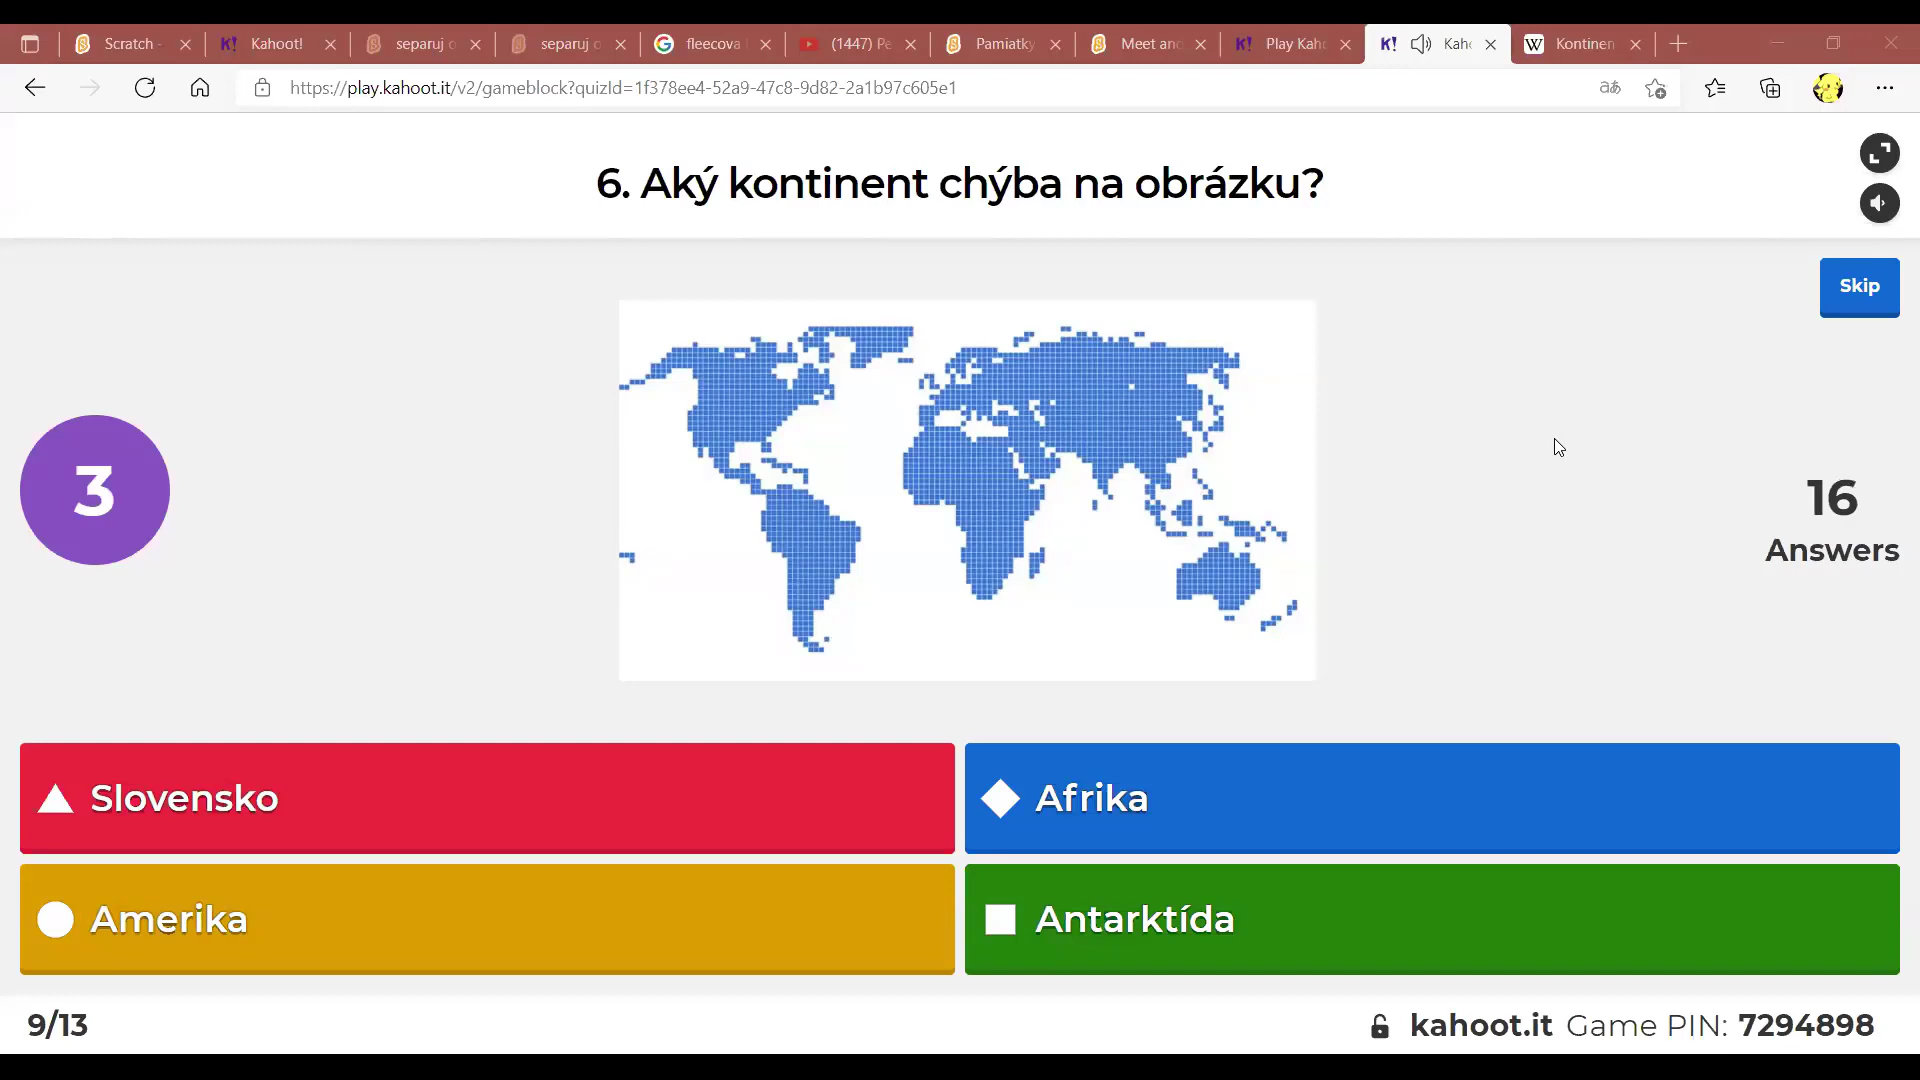 Scratch -
Kahoot!
separuj o
separuj o
fleecova
(1447) Pe
Pamiatky
Meet and
Play Kaho
Kaho
Kontinen
https://play.kahoot.it/v2/gameblock?quizId=1f378ee4-52a9-47c8-9d82-2a1b97c605e1
6. Aký kontinent chýba na obrázku?
Skip
3
16
Answers
Slovensko
Afrika
Amerika
Antarktída
9/13
kahoot.it Game PIN: 7294898